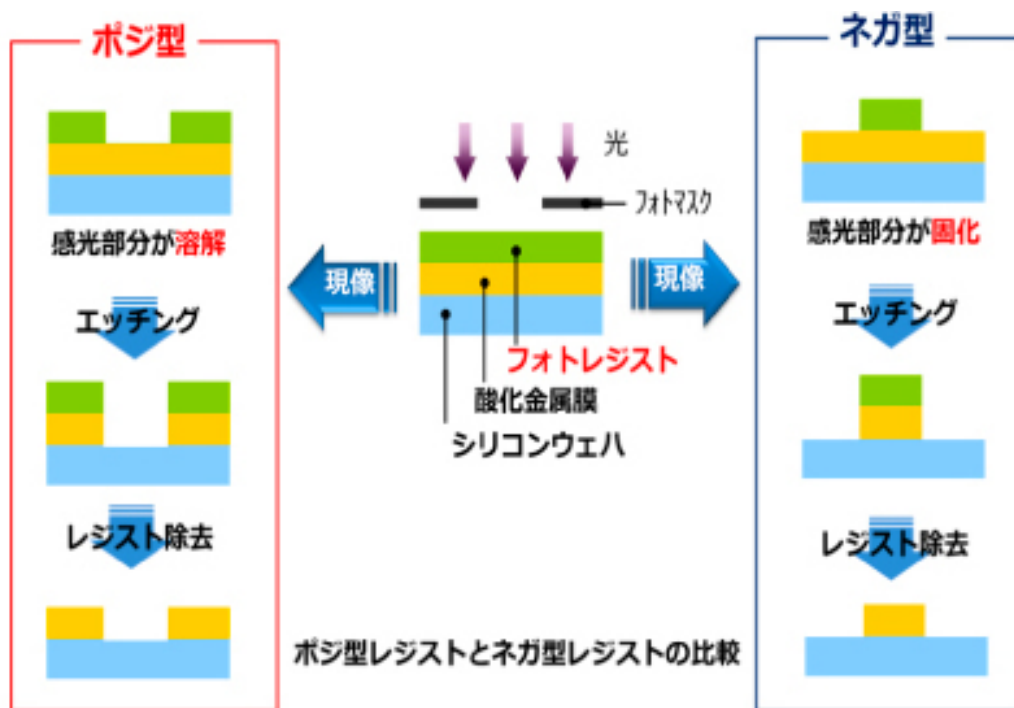 ポジ型
感光部分が溶解
エッチング
レジスト除去
光
フォトマスク
現像
現像
フォトレジスト
酸化金属膜
シリコンウェハ
ポジ型レジストとネガ型レジストの比較
ネガ型
感光部分が固化
エッチング
レジスト除去